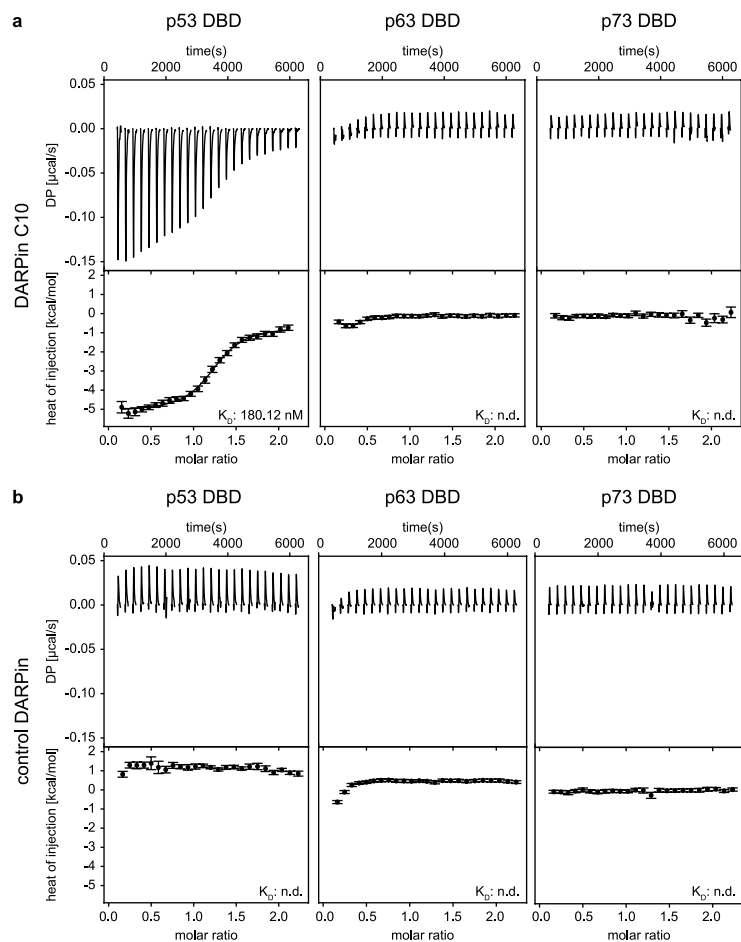 a
p53 DBD p63 DBD p73 DBD
time(s) time(s) time(s)
0 2000 4000 6000 0 2000 4000 6000 0 2000 4000 6000
DARPin C10
DP [µcal/s]
0.05
0.00
-0.05
-0.10
-0.15
heat of injection [kcal/mol]
2
1
0
-1
-2
-3
-4
-5
K_D: 180.12 nM K_D: n.d. K_D: n.d.
0.0 0.5 1.0 1.5 2.0 0.0 0.5 1.0 1.5 2.0 0.0 0.5 1.0 1.5 2.0
molar ratio molar ratio molar ratio
b
p53 DBD p63 DBD p73 DBD
time(s) time(s) time(s)
0 2000 4000 6000 0 2000 4000 6000 0 2000 4000 6000
control DARPin
DP [µcal/s]
0.05
0.00
-0.05
-0.10
-0.15
heat of injection [kcal/mol]
2
1
0
-1
-2
-3
-4
-5
K_D: n.d. K_D: n.d. K_D: n.d.
0.0 0.5 1.0 1.5 2.0 0.0 0.5 1.0 1.5 2.0 0.0 0.5 1.0 1.5 2.0
molar ratio molar ratio molar ratio